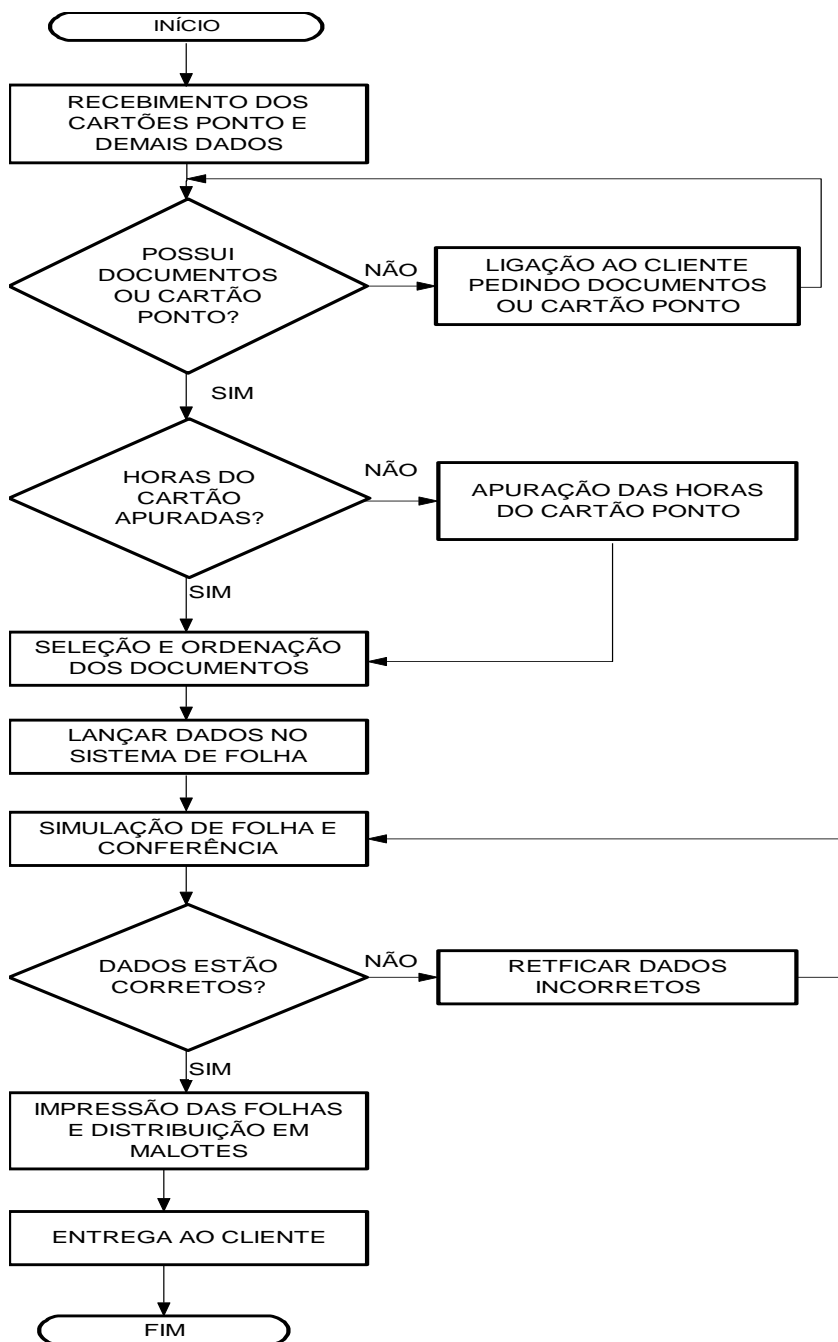 INÍCIO
RECEBIMENTO DOS
CARTÕES PONTO E
DEMAIS DADOS
POSSUI
DOCUMENTOS
OU CARTÃO
PONTO?
NÃO
LIGAÇÃO AO CLIENTE
PEDINDO DOCUMENTOS
OU CARTÃO PONTO
SIM
HORAS DO
CARTÃO
APURADAS?
NÃO
APURAÇÃO DAS HORAS
DO CARTÃO PONTO
SIM
SELEÇÃO E ORDENAÇÃO
DOS DOCUMENTOS
LANÇAR DADOS NO
SISTEMA DE FOLHA
SIMULAÇÃO DE FOLHA E
CONFERÊNCIA
DADOS ESTÃO
CORRETOS?
NÃO
RETFICAR DADOS
INCORRETOS
SIM
IMPRESSÃO DAS FOLHAS
E DISTRIBUIÇÃO EM
MALOTES
ENTREGA AO CLIENTE
FIM